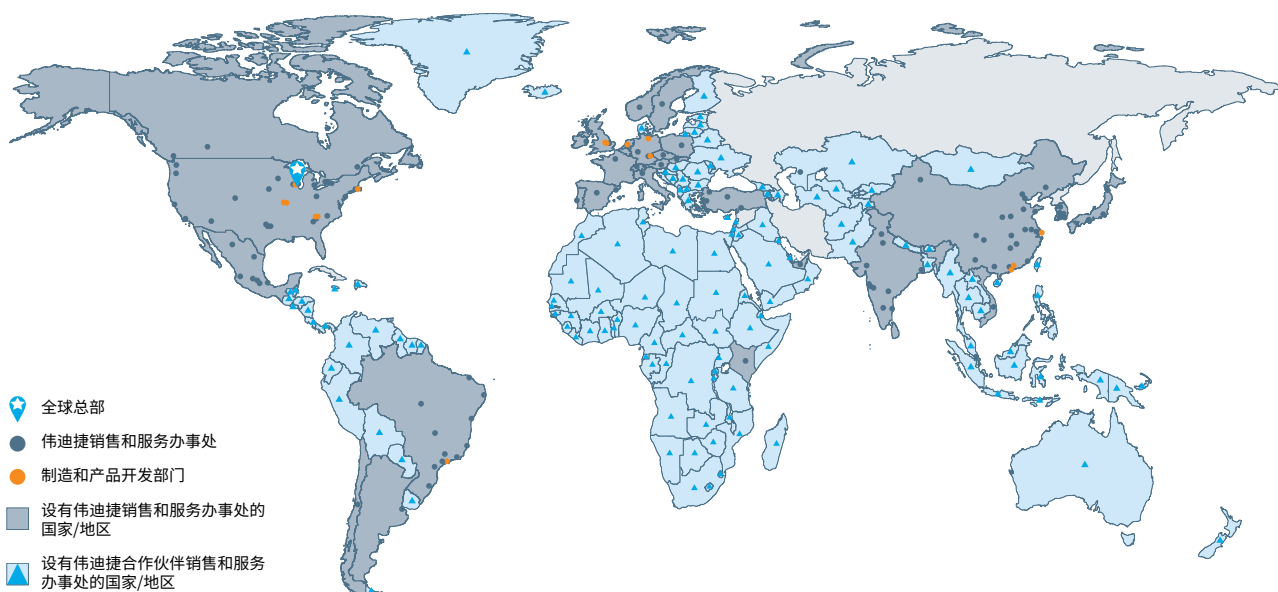 全球总部
伟迪捷销售和服务办事处
制造和产品开发部门
设有伟迪捷销售和服务办事处的
国家/地区
设有伟迪捷合作伙伴销售和服务
办事处的国家/地区